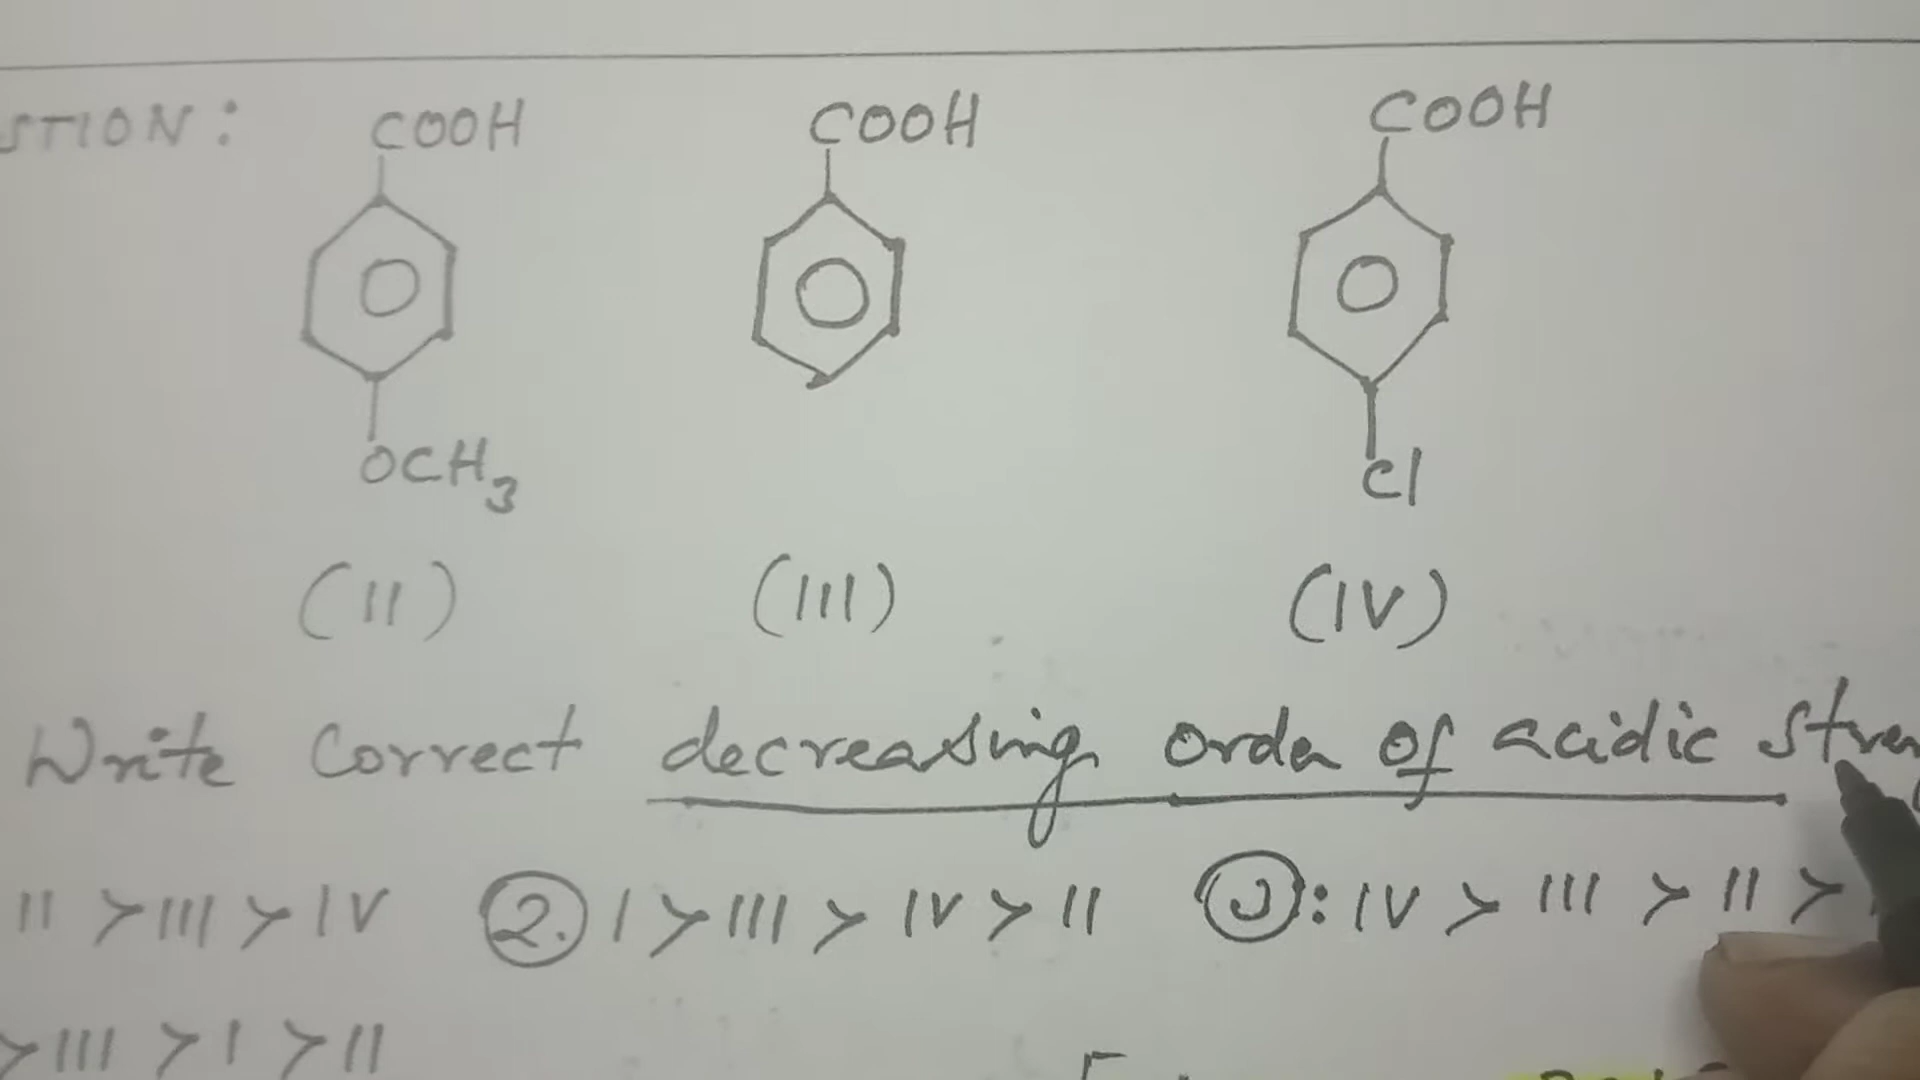 STION:
COOH COOH COOH
OCH3 Cl
(II) (III) (IV)
Write Correct decreasing order of acidic Stren
II > III > IV 2. I > III > IV > II 3: IV > III > II >
> III > I > II